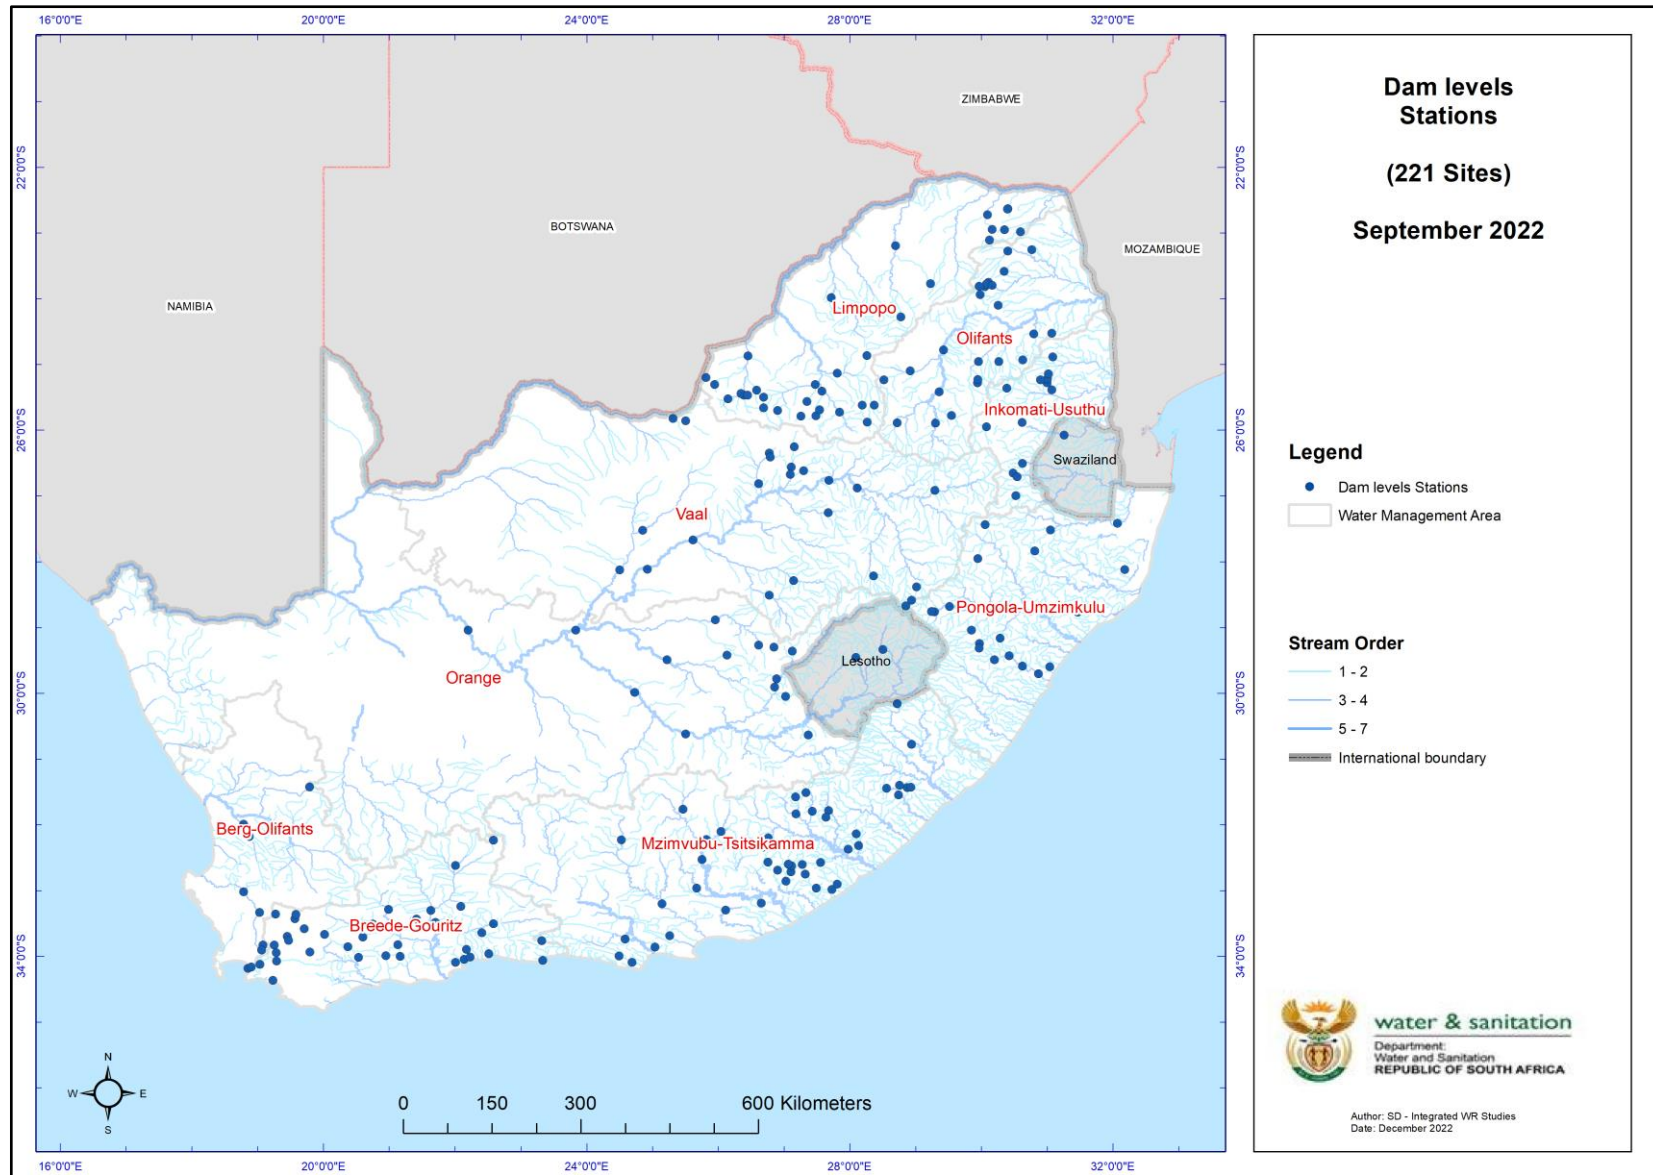 16°0'0"E
20°0'0"E
24°0'0"E
28°0'0"E
32°0'0"E
22°0'0"S
26°0'0"S
30°0'0"S
34°0'0"S
ZIMBABWE
BOTSWANA
MOZAMBIQUE
NAMIBIA
Limpopo
Olifants
Inkomati-Usuthu
Swaziland
Vaal
Pongola-Umzimkulu
Lesotho
Orange
Berg-Olifants
Mzimvubu-Tsitsikamma
Breede-Gouritz
22°0'0"S
26°0'0"S
30°0'0"S
34°0'0"S
N
W
E
S
0
150
300
600 Kilometers
16°0'0"E
20°0'0"E
24°0'0"E
28°0'0"E
32°0'0"E
Dam levels
Stations
(221 Sites)
September 2022
Legend
Dam levels Stations
Water Management Area
Stream Order
1 - 2
3 - 4
5 - 7
International boundary
water & sanitation
Department:
Water and Sanitation
REPUBLIC OF SOUTH AFRICA
Author: SD - Integrated WR Studies
Date: December 2022